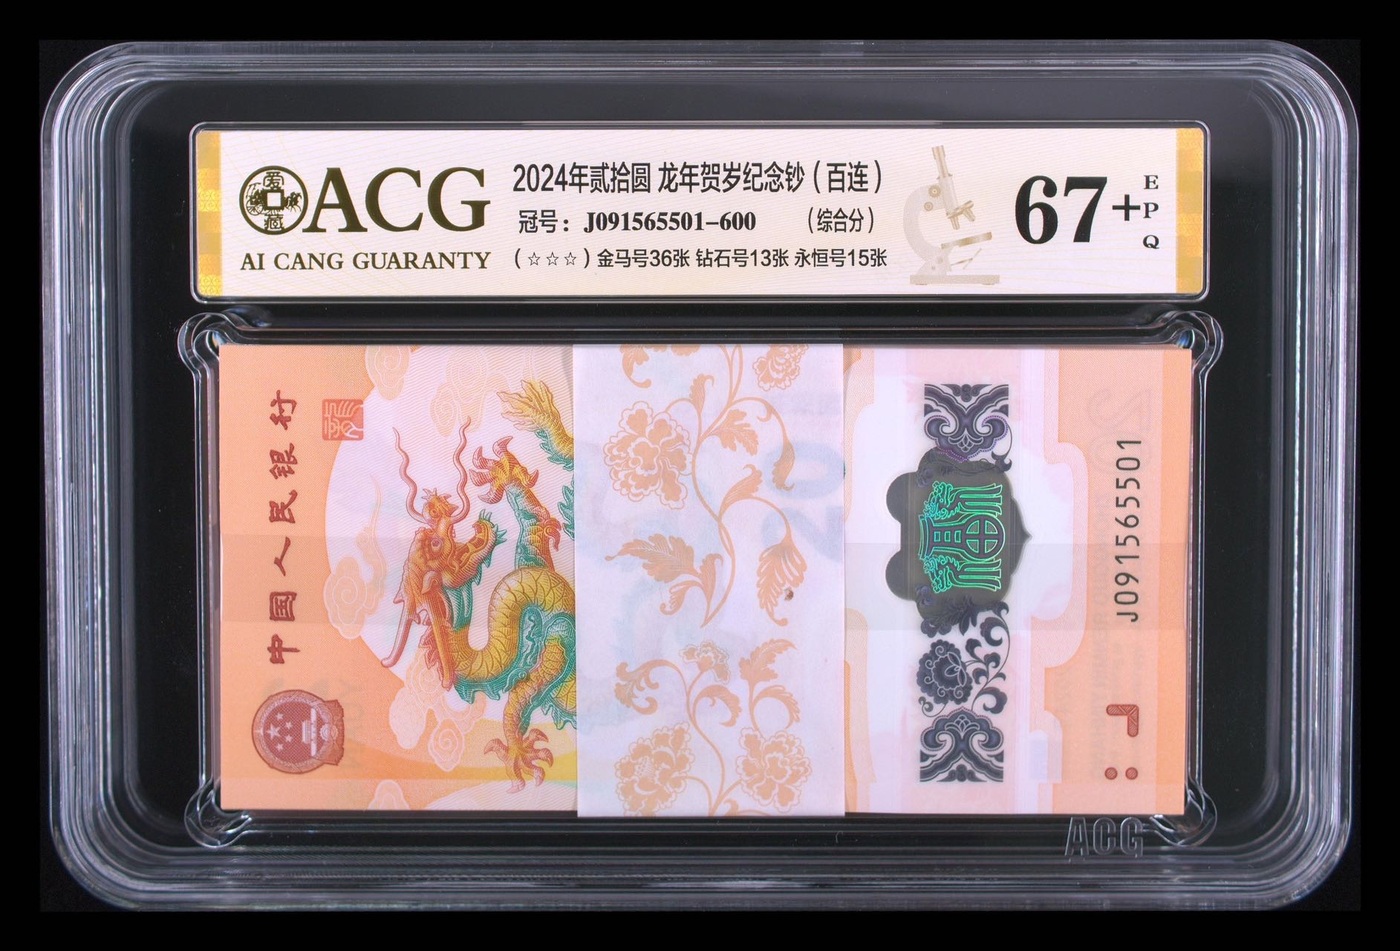 ACG
AI CANG GUARANTY
2024年贰拾圆 龙年贺岁纪念钞（百连）
冠号：J091565501-600 （综合分）
（☆☆☆）金马号36张 钻石号13张 永恒号15张
67+
EPQ
中国人民银行
20
J091565501
ACG